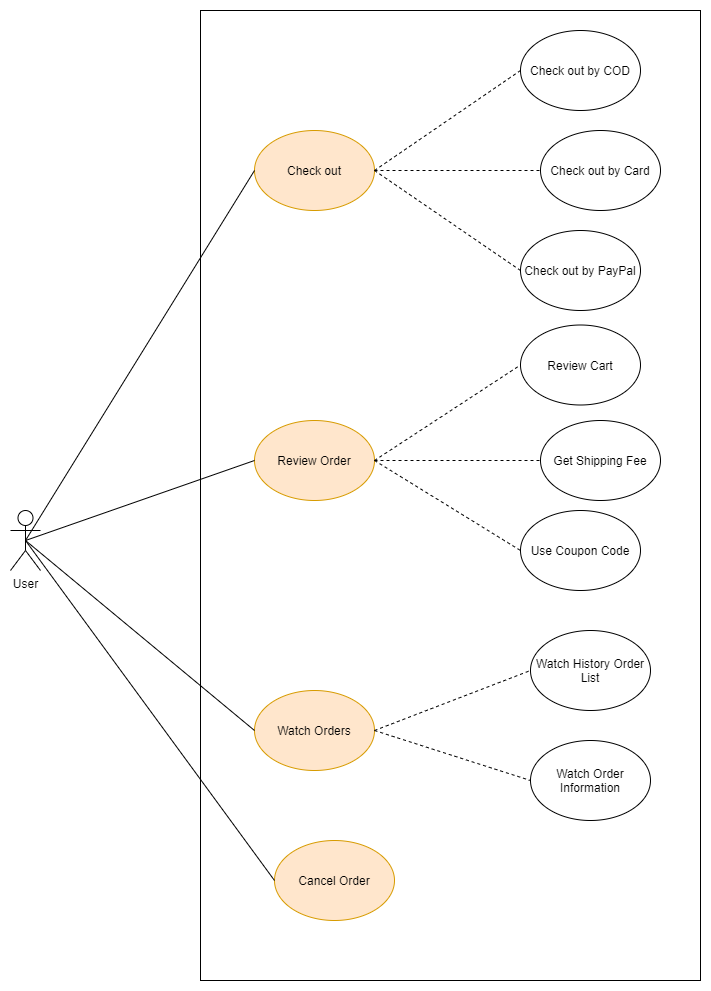 Check out by COD
Check out
Check out by Card
Check out by PayPal
Review Cart
Review Order
Get Shipping Fee
Use Coupon Code
User
Watch History Order
List
Watch Orders
Watch Order
Information
Cancel Order